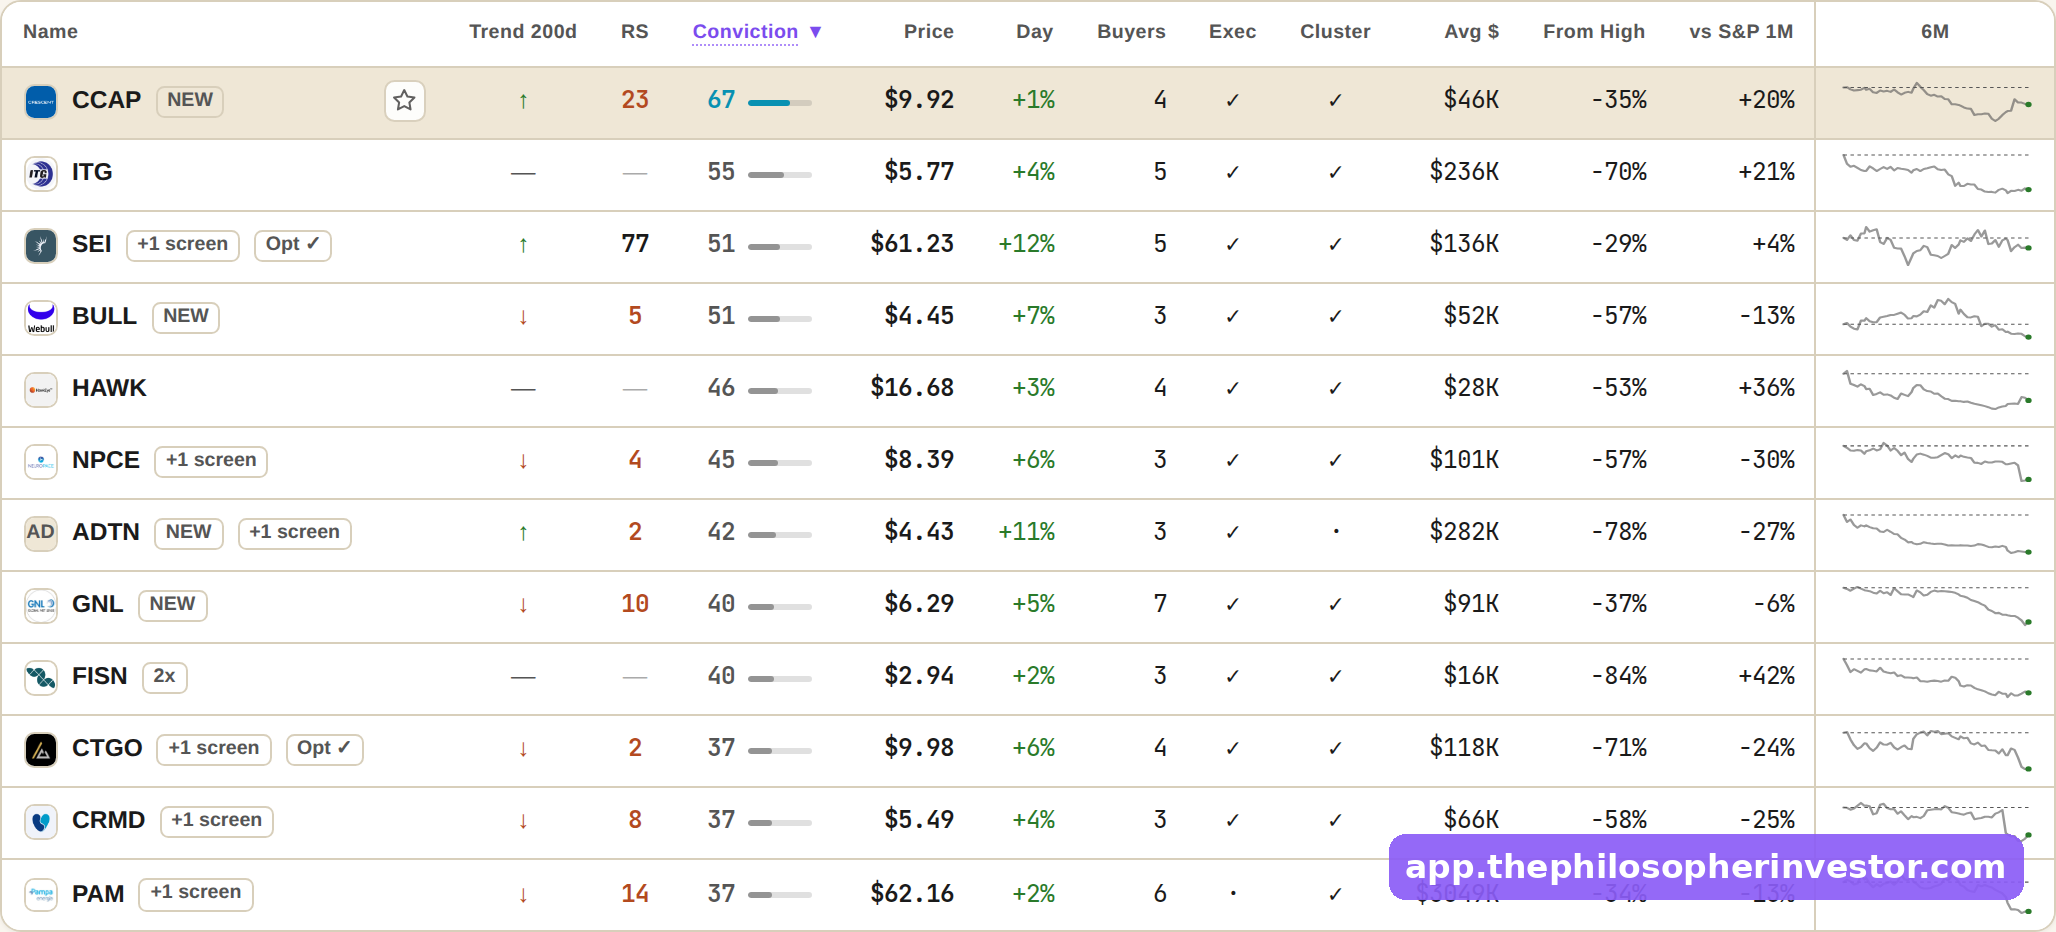 Name Trend 200d RS Conviction ▼ Price Day Buyers Exec Cluster Avg $ From High vs S&P 1M 6M
CCAP NEW ↑ 23 67 $9.92 +1% 4 ✓ ✓ $46K -35% +20%
ITG ITG — — 55 $5.77 +4% 5 ✓ ✓ $236K -70% +21%
SEI +1 screen Opt ✓ ↑ 77 51 $61.23 +12% 5 ✓ ✓ $136K -29% +4%
Webull BULL NEW ↓ 5 51 $4.45 +7% 3 ✓ ✓ $52K -57% -13%
HAWK — — 46 $16.68 +3% 4 ✓ ✓ $28K -53% +36%
NPCE +1 screen ↓ 4 45 $8.39 +6% 3 ✓ ✓ $101K -57% -30%
AD ADTN NEW +1 screen ↑ 2 42 $4.43 +11% 3 ✓ • $282K -78% -27%
GNL GNL NEW ↓ 10 40 $6.29 +5% 7 ✓ ✓ $91K -37% -6%
FISN 2x — — 40 $2.94 +2% 3 ✓ ✓ $16K -84% +42%
CTGO +1 screen Opt ✓ ↓ 2 37 $9.98 +6% 4 ✓ ✓ $118K -71% -24%
CRMD +1 screen ↓ 8 37 $5.49 +4% 3 ✓ ✓ $66K -58% -25%
app.thephilosopherinvestor.com
Pampa energía PAM +1 screen ↓ 14 37 $62.16 +2% 6 • ✓ $3049K -34% -13%